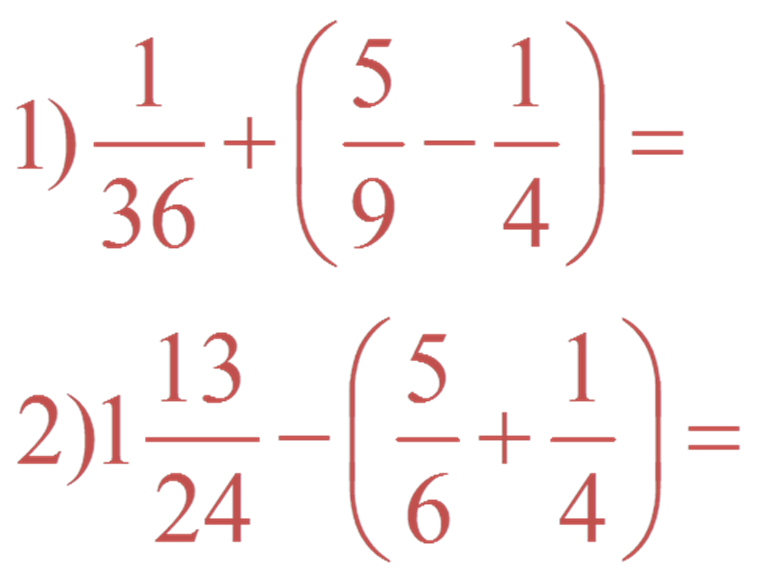 1) 1/36 + (5/9 − 1/4) =
2) 1 13/24 − (5/6 + 1/4) =